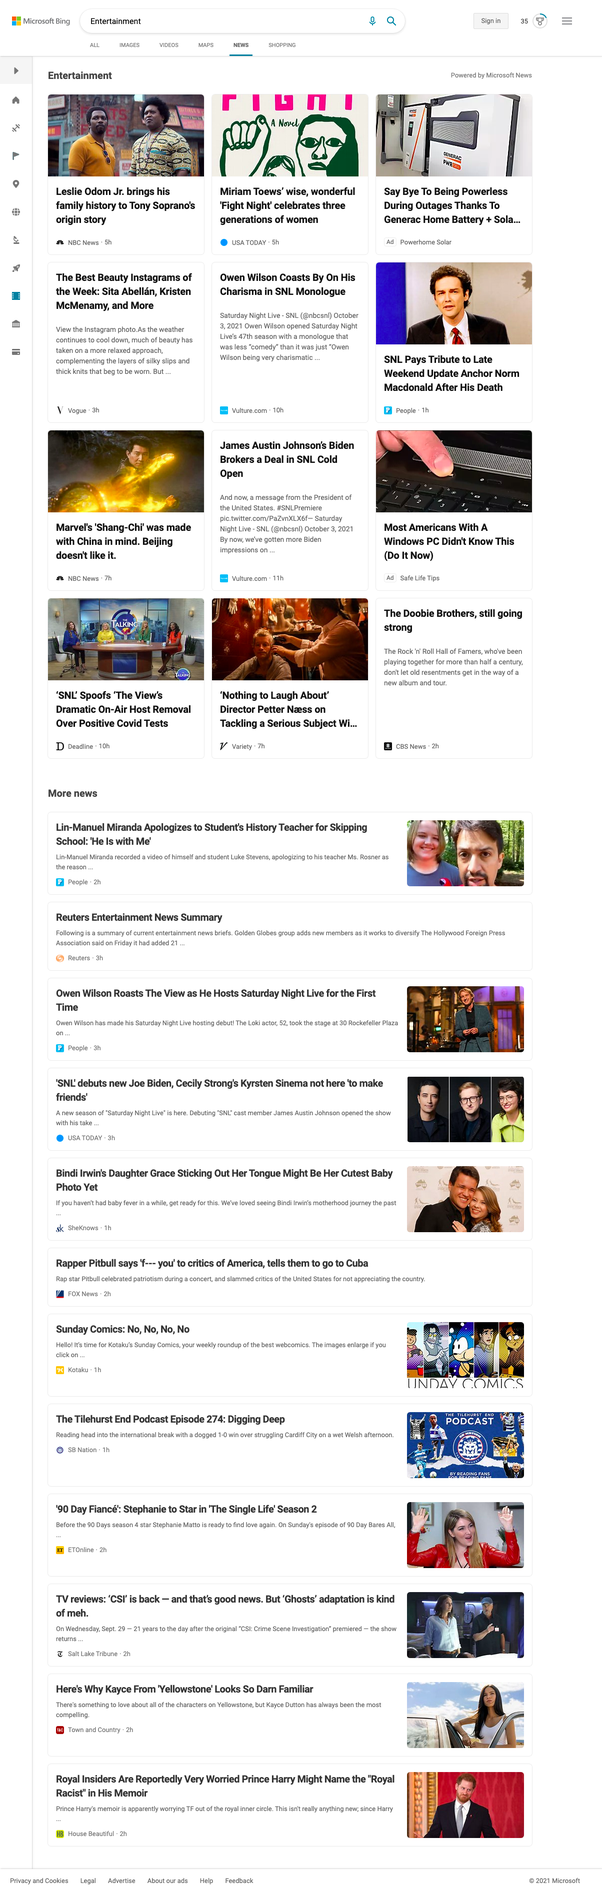 Microsoft Bing
Entertainment
Sign in
35
ALL
IMAGES
VIDEOS
MAPS
NEWS
SHOPPING
Entertainment
Powered by Microsoft News
FIGHT
A Novel
GENERAC
PWR
Leslie Odom Jr. brings his
family history to Tony Soprano's
origin story
NBC News · 5h
Miriam Toews' wise, wonderful
'Fight Night' celebrates three
generations of women
USA TODAY · 5h
Say Bye To Being Powerless
During Outages Thanks To
Generac Home Battery + Sola...
Ad Powerhome Solar
The Best Beauty Instagrams of
the Week: Sita Abellán, Kristen
McMenamy, and More
View the Instagram photo.As the weather
continues to cool down, much of beauty has
taken on a more relaxed approach,
complementing the layers of silky slips and
thick knits that beg to be worn. But ...
Vogue · 3h
Owen Wilson Coasts By On His
Charisma in SNL Monologue
Saturday Night Live - SNL (@nbcsnl) October
3, 2021 Owen Wilson opened Saturday Night
Live's 47th season with a monologue that
was less "comedy" than it was just "Owen
Wilson being very charismatic ...
Vulture.com · 10h
SNL Pays Tribute to Late
Weekend Update Anchor Norm
Macdonald After His Death
People · 1h
Marvel's 'Shang-Chi' was made
with China in mind. Beijing
doesn't like it.
NBC News · 7h
James Austin Johnson's Biden
Brokers a Deal in SNL Cold
Open
And now, a message from the President of
the United States. #SNLPremiere
pic.twitter.com/PaZvnXLX6f— Saturday
Night Live - SNL (@nbcsnl) October 3, 2021
By now, we've gotten more Biden
impressions on ...
Vulture.com · 11h
Most Americans With A
Windows PC Didn't Know This
(Do It Now)
Ad Safe Life Tips
TALKING
'SNL' Spoofs 'The View's
Dramatic On-Air Host Removal
Over Positive Covid Tests
Deadline · 10h
'Nothing to Laugh About'
Director Petter Næss on
Tackling a Serious Subject Wi...
Variety · 7h
The Doobie Brothers, still going
strong
The Rock 'n' Roll Hall of Famers, who've been
playing together for more than half a century,
don't let old resentments get in the way of a
new album and tour.
CBS News · 2h
More news
Lin-Manuel Miranda Apologizes to Student's History Teacher for Skipping
School: 'He Is with Me'
Lin-Manuel Miranda recorded a video of himself and student Luke Stevens, apologizing to his teacher Ms. Rosner as
the reason ...
People · 2h
Reuters Entertainment News Summary
Following is a summary of current entertainment news briefs. Golden Globes group adds new members as it works to diversify The Hollywood Foreign Press
Association said on Friday it had added 21 ...
Reuters · 3h
Owen Wilson Roasts The View as He Hosts Saturday Night Live for the First
Time
Owen Wilson has made his Saturday Night Live hosting debut! The Loki actor, 52, took the stage at 30 Rockefeller Plaza
on ...
People · 3h
'SNL' debuts new Joe Biden, Cecily Strong's Kyrsten Sinema not here 'to make
friends'
A new season of "Saturday Night Live" is here. Debuting "SNL" cast member James Austin Johnson opened the show
with his take ...
USA TODAY · 3h
Bindi Irwin's Daughter Grace Sticking Out Her Tongue Might Be Her Cutest Baby
Photo Yet
If you haven't had baby fever in a while, get ready for this. We've loved seeing Bindi Irwin's motherhood journey the past
...
SheKnows · 1h
Rapper Pitbull says 'f--- you' to critics of America, tells them to go to Cuba
Rap star Pitbull celebrated patriotism during a concert, and slammed critics of the United States for not appreciating the country.
FOX News · 2h
Sunday Comics: No, No, No, No
Hello! It's time for Kotaku's Sunday Comics, your weekly roundup of the best webcomics. The images enlarge if you
click on ...
Kotaku · 1h
UNDAY COMICS
The Tilehurst End Podcast Episode 274: Digging Deep
Reading head into the international break with a dogged 1-0 win over struggling Cardiff City on a wet Welsh afternoon.
SB Nation · 1h
THE TILEHURST END
PODCAST
BY READING FANS
'90 Day Fiancé': Stephanie to Star in 'The Single Life' Season 2
Before the 90 Days season 4 star Stephanie Matto is ready to find love again. On Sunday's episode of 90 Day Bares All,
...
ET
ETOnline · 2h
TV reviews: 'CSI' is back — and that's good news. But 'Ghosts' adaptation is kind
of meh.
On Wednesday, Sept. 29 — 21 years to the day after the original "CSI: Crime Scene Investigation" premiered — the show
returns ...
Salt Lake Tribune · 2h
Here's Why Kayce From 'Yellowstone' Looks So Darn Familiar
There's something to love about all of the characters on Yellowstone, but Kayce Dutton has always been the most
compelling.
Town and Country · 2h
Royal Insiders Are Reportedly Very Worried Prince Harry Might Name the "Royal
Racist" in His Memoir
Prince Harry's memoir is apparently worrying TF out of the royal inner circle. This isn't really anything new; since Harry
...
House Beautiful · 2h
Privacy and Cookies
Legal
Advertise
About our ads
Help
Feedback
© 2021 Microsoft